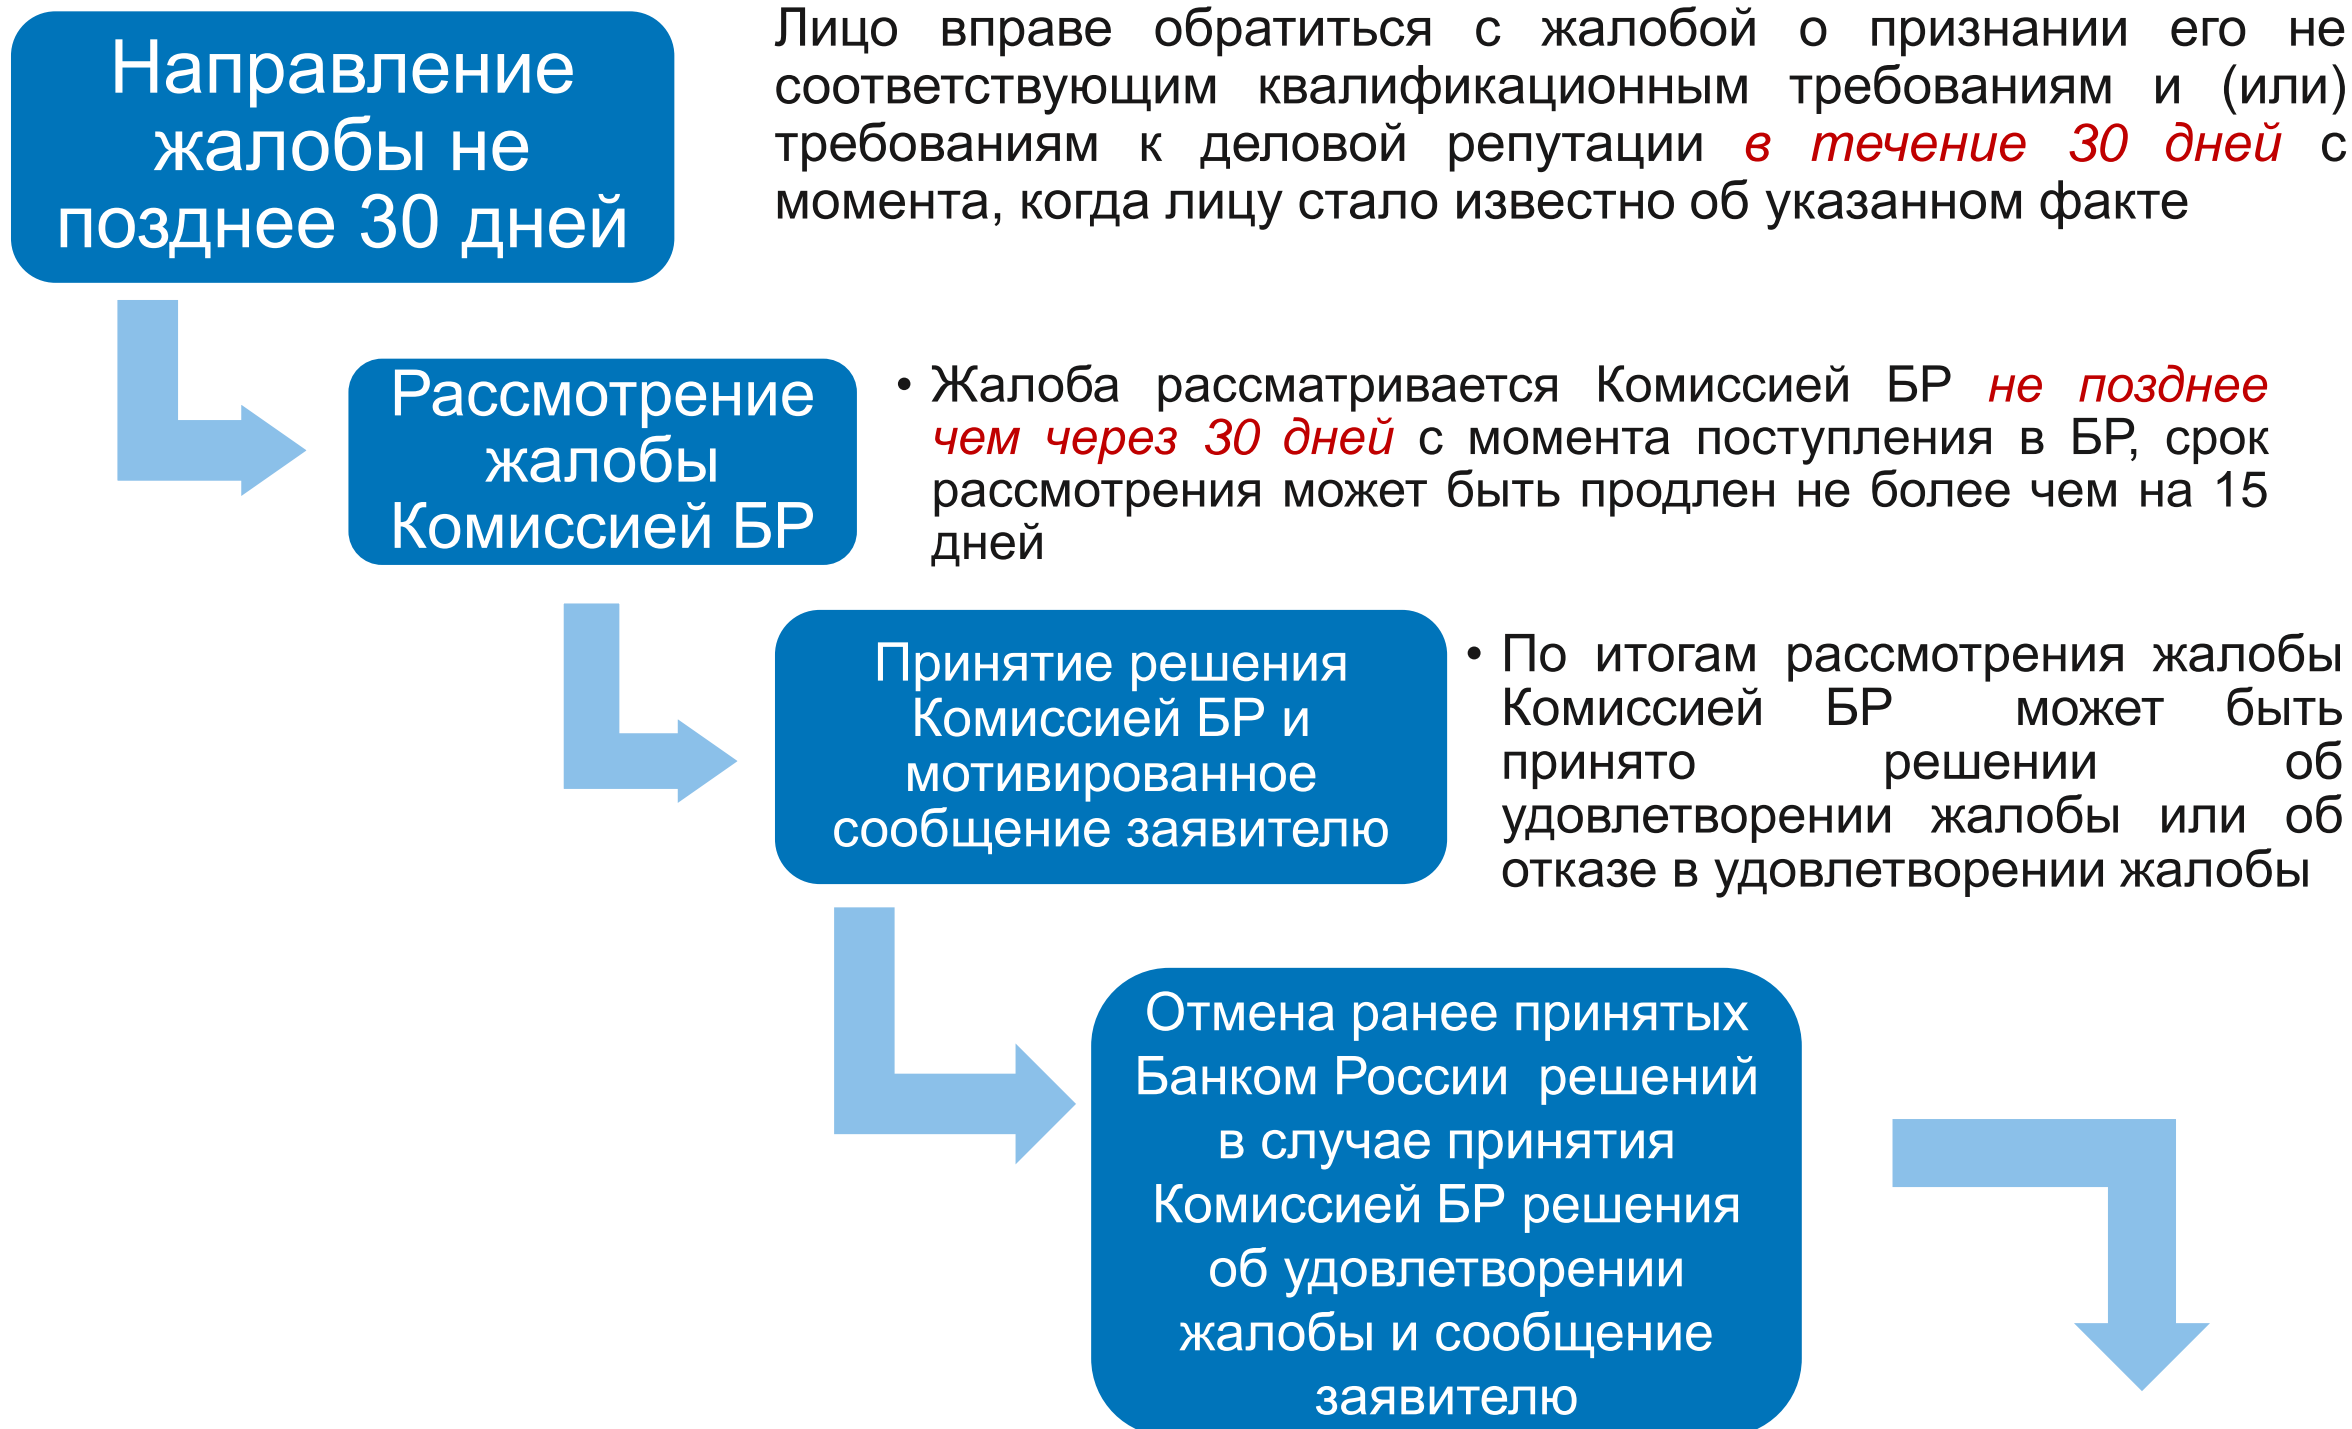 Направление
жалобы не
позднее 30 дней
Лицо вправе обратиться с жалобой о признании его не
соответствующим квалификационным требованиям и (или)
требованиям к деловой репутации в течение 30 дней с
момента, когда лицу стало известно об указанном факте
Рассмотрение
жалобы
Комиссией БР
• Жалоба рассматривается Комиссией БР не позднее
чем через 30 дней с момента поступления в БР, срок
рассмотрения может быть продлен не более чем на 15
дней
Принятие решения
Комиссией БР и
мотивированное
сообщение заявителю
• По итогам рассмотрения жалобы
Комиссией БР может быть
принято решении об
удовлетворении жалобы или об
отказе в удовлетворении жалобы
Отмена ранее принятых
Банком России решений
в случае принятия
Комиссией БР решения
об удовлетворении
жалобы и сообщение
заявителю